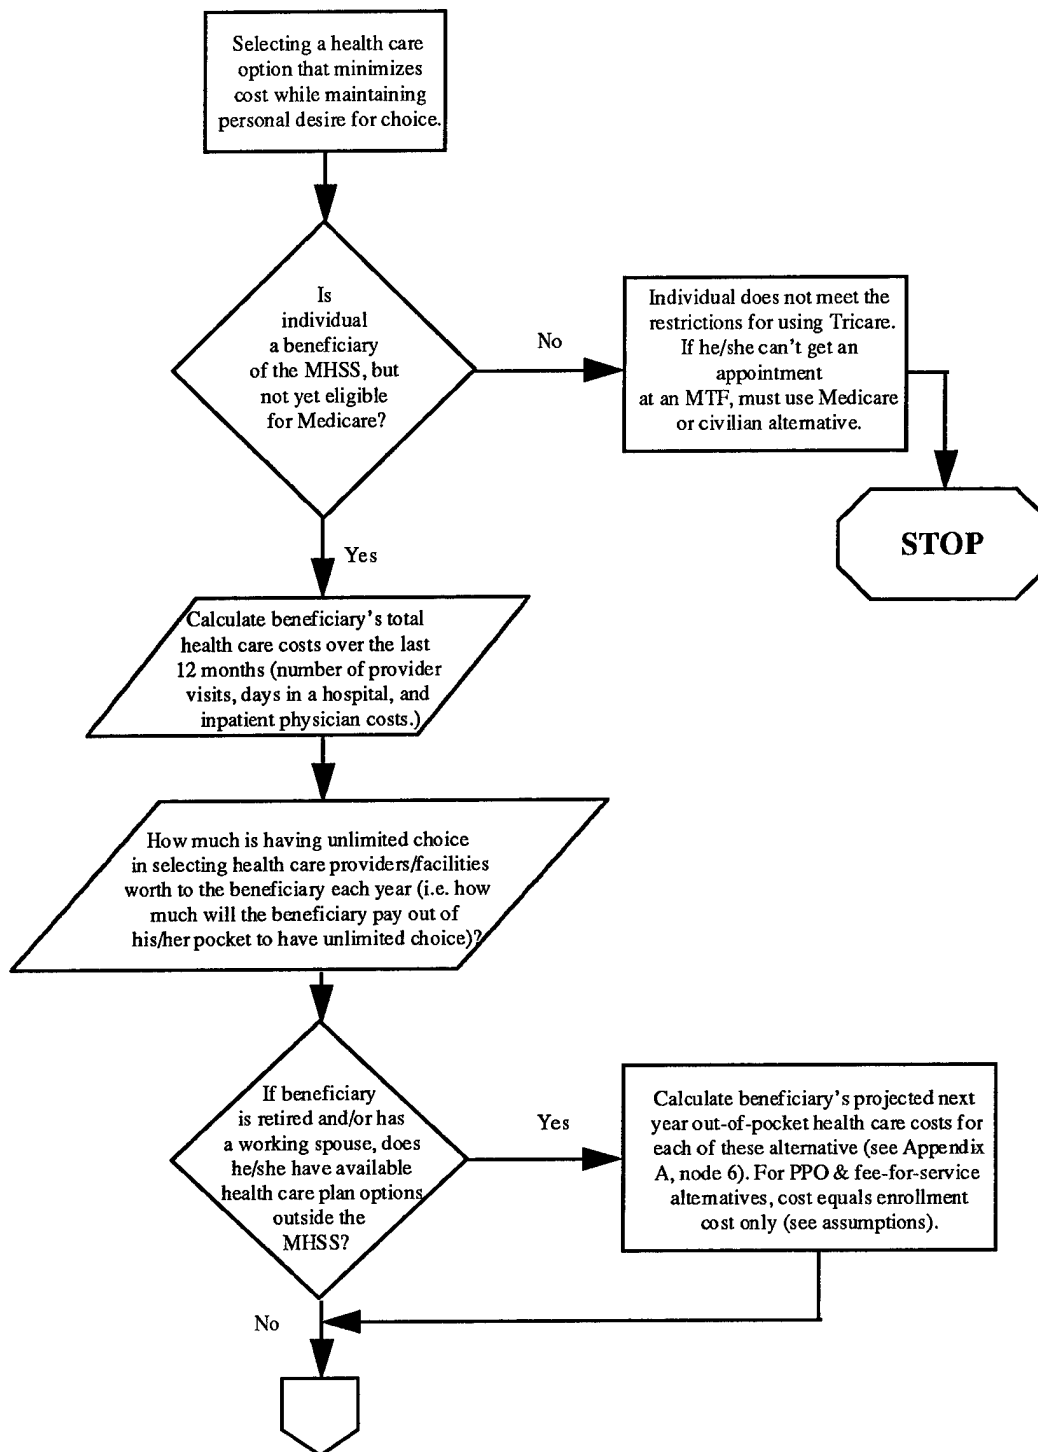 Selecting a health care
option that minimizes
cost while maintaining
personal desire for choice.
Is
individual
a beneficiary
of the MHSS, but
not yet eligible
for Medicare?
No
Individual does not meet the
restrictions for using Tricare.
If he/she can't get an
appointment
at an MTF, must use Medicare
or civilian alternative.
STOP
Yes
Calculate beneficiary's total
health care costs over the last
12 months (number of provider
visits, days in a hospital, and
inpatient physician costs.)
How much is having unlimited choice
in selecting health care providers/facilities
worth to the beneficiary each year (i.e. how
much will the beneficiary pay out of
his/her pocket to have unlimited choice)?
If beneficiary
is retired and/or has
a working spouse, does
he/she have available
health care plan options
outside the
MHSS?
Yes
Calculate beneficiary's projected next
year out-of-pocket health care costs for
each of these alternative (see Appendix
A, node 6). For PPO & fee-for-service
alternatives, cost equals enrollment
cost only (see assumptions).
No